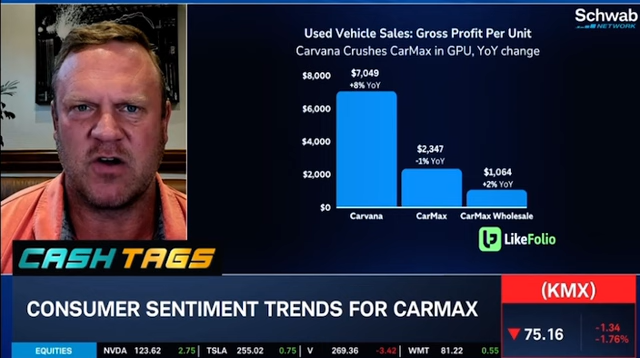 Schwab
NETWORK
Used Vehicle Sales: Gross Profit Per Unit
Carvana Crushes CarMax in GPU, YoY change
$8,000
$6,000
$4,000
$2,000
$0
$7,049
+8% YoY
$2,347
-1% YoY
$1,064
+2% YoY
Carvana CarMax CarMax Wholesale
LikeFolio
CASH TAGS
CONSUMER SENTIMENT TRENDS FOR CARMAX
(KMX)
75.16
-1.34
-1.76%
EQUITIES NVDA 123.62 2.75 TSLA 255.02 0.75 V 269.36 -3.42 WMT 81.22 0.55